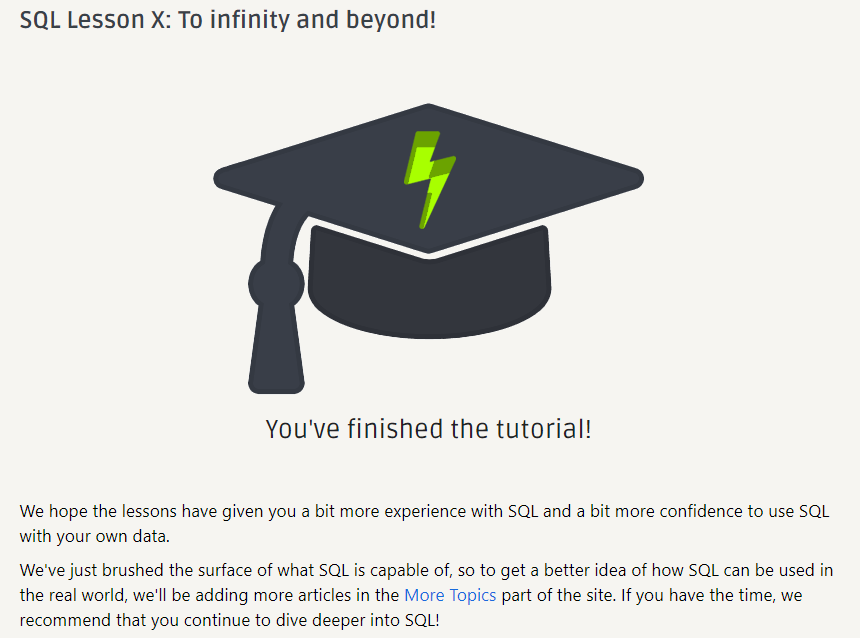 SQL Lesson X: To infinity and beyond!
You've finished the tutorial!
We hope the lessons have given you a bit more experience with SQL and a bit more confidence to use SQL
with your own data.
We've just brushed the surface of what SQL is capable of, so to get a better idea of how SQL can be used in
the real world, we'll be adding more articles in the More Topics part of the site. If you have the time, we
recommend that you continue to dive deeper into SQL!